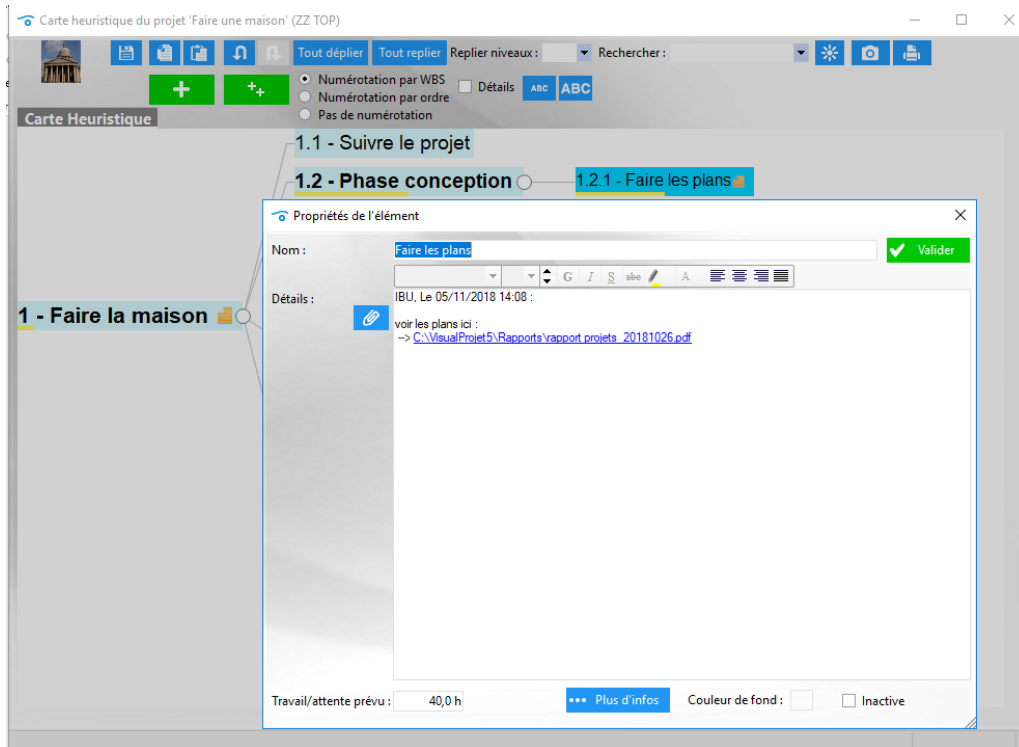 Carte heuristique du projet 'Faire une maison' (ZZ TOP)
Tout déplier Tout replier Replier niveaux : Rechercher :
Numérotation par WBS
Numérotation par ordre
Pas de numérotation
Détails ABC ABC
Carte Heuristique
1.1 - Suivre le projet
1.2 - Phase conception 1.2.1 - Faire les plans
1 - Faire la maison
Propriétés de l'élément
Nom : Faire les plans Valider
G I S abc A
Détails : IBU, Le 05/11/2018 14:08 :
voir les plans ici :
--> C:\VisualProjet5\Rapports\rapport projets_20181026.pdf
Travail/attente prévu : 40,0 h Plus d'infos Couleur de fond : Inactive